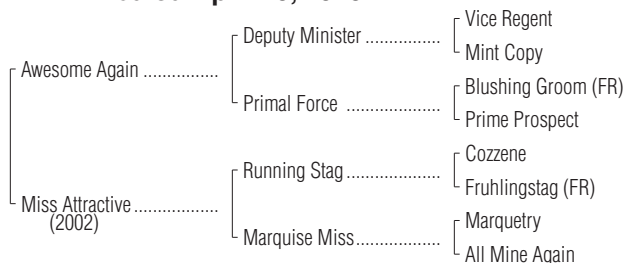 Vice Regent
Deputy Minister ..................
Mint Copy
Awesome Again ..................
Blushing Groom (FR)
Primal Force ......................
Prime Prospect
Cozzene
Running Stag......................
Fruhlingstag (FR)
Miss Attractive....................
(2002)
Marquetry
Marquise Miss....................
All Mine Again